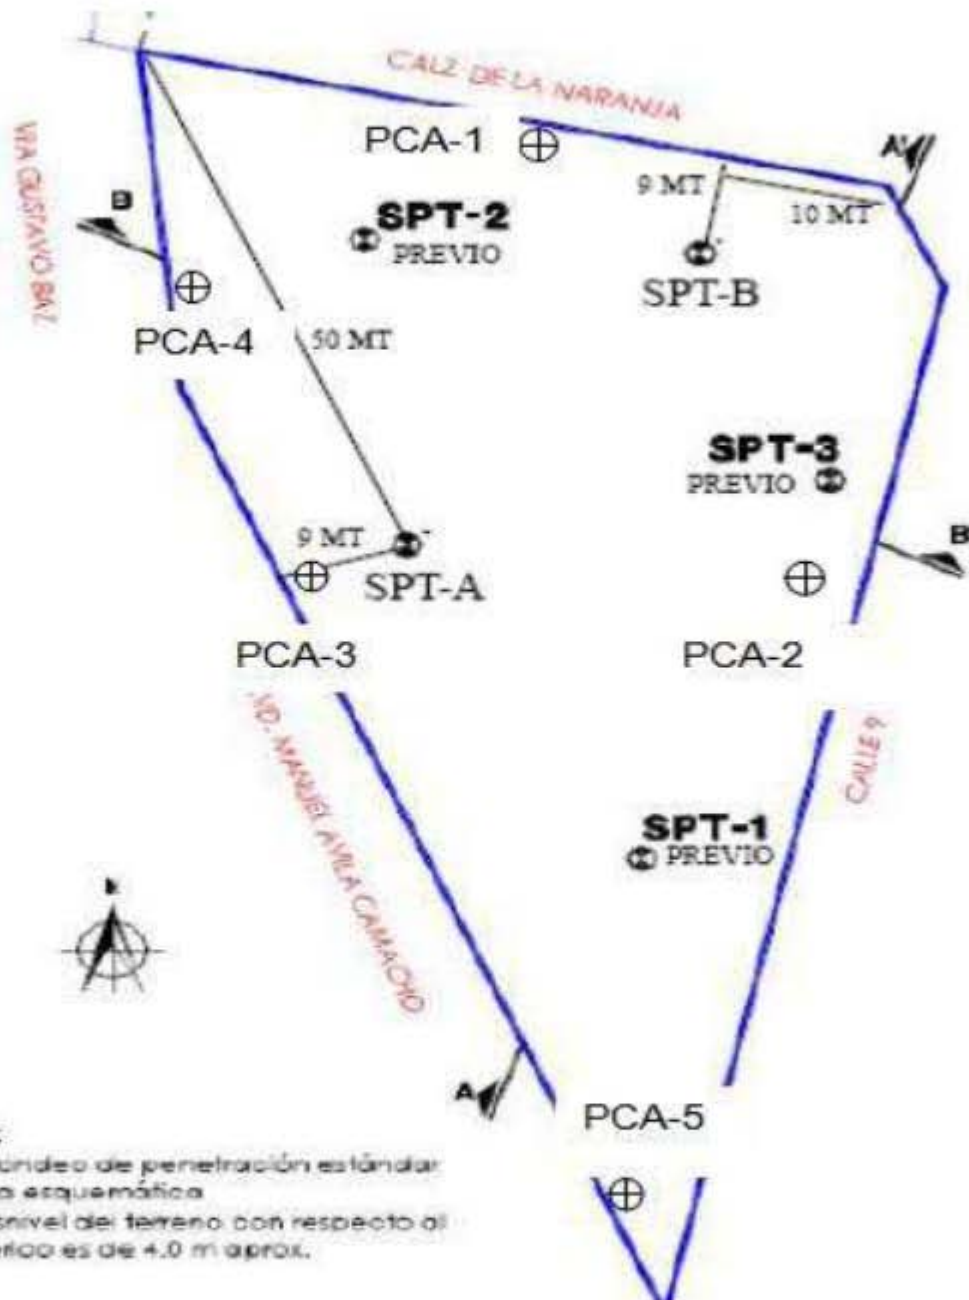 CALZ DE LA NARANJA
PCA-1
A'
9 MT
10 MT
VIA GUSTAVO BAZ
B
SPT-2
PREVIO
SPT-B
PCA-4
50 MT
SPT-3
PREVIO
9 MT
B
SPT-A
PCA-3
PCA-2
MANUEL AVILA CAMACHO
CALLE 9
SPT-1
PREVIO
A
PCA-5
de penetración estándar
esquemática
del terreno con respecto al
es de 4.0 m aprox.